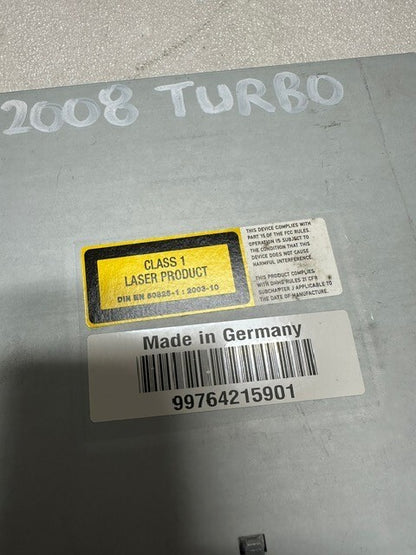 2008 TURBO
CLASS 1
LASER PRODUCT
DIN EN 60825-1 : 2003-10
THIS DEVICE COMPLIES WITH
PART 15 OF THE FCC RULES.
OPERATION IS SUBJECT TO
THE CONDITION THAT THIS
DEVICE DOES NOT CAUSE
HARMFUL INTERFERENCE.
THIS PRODUCT COMPLIES
WITH DHHS RULES 21 CFR
SUBCHAPTER J APPLICABLE TO
THE DATE OF MANUFACTURE.
Made in Germany
99764215901